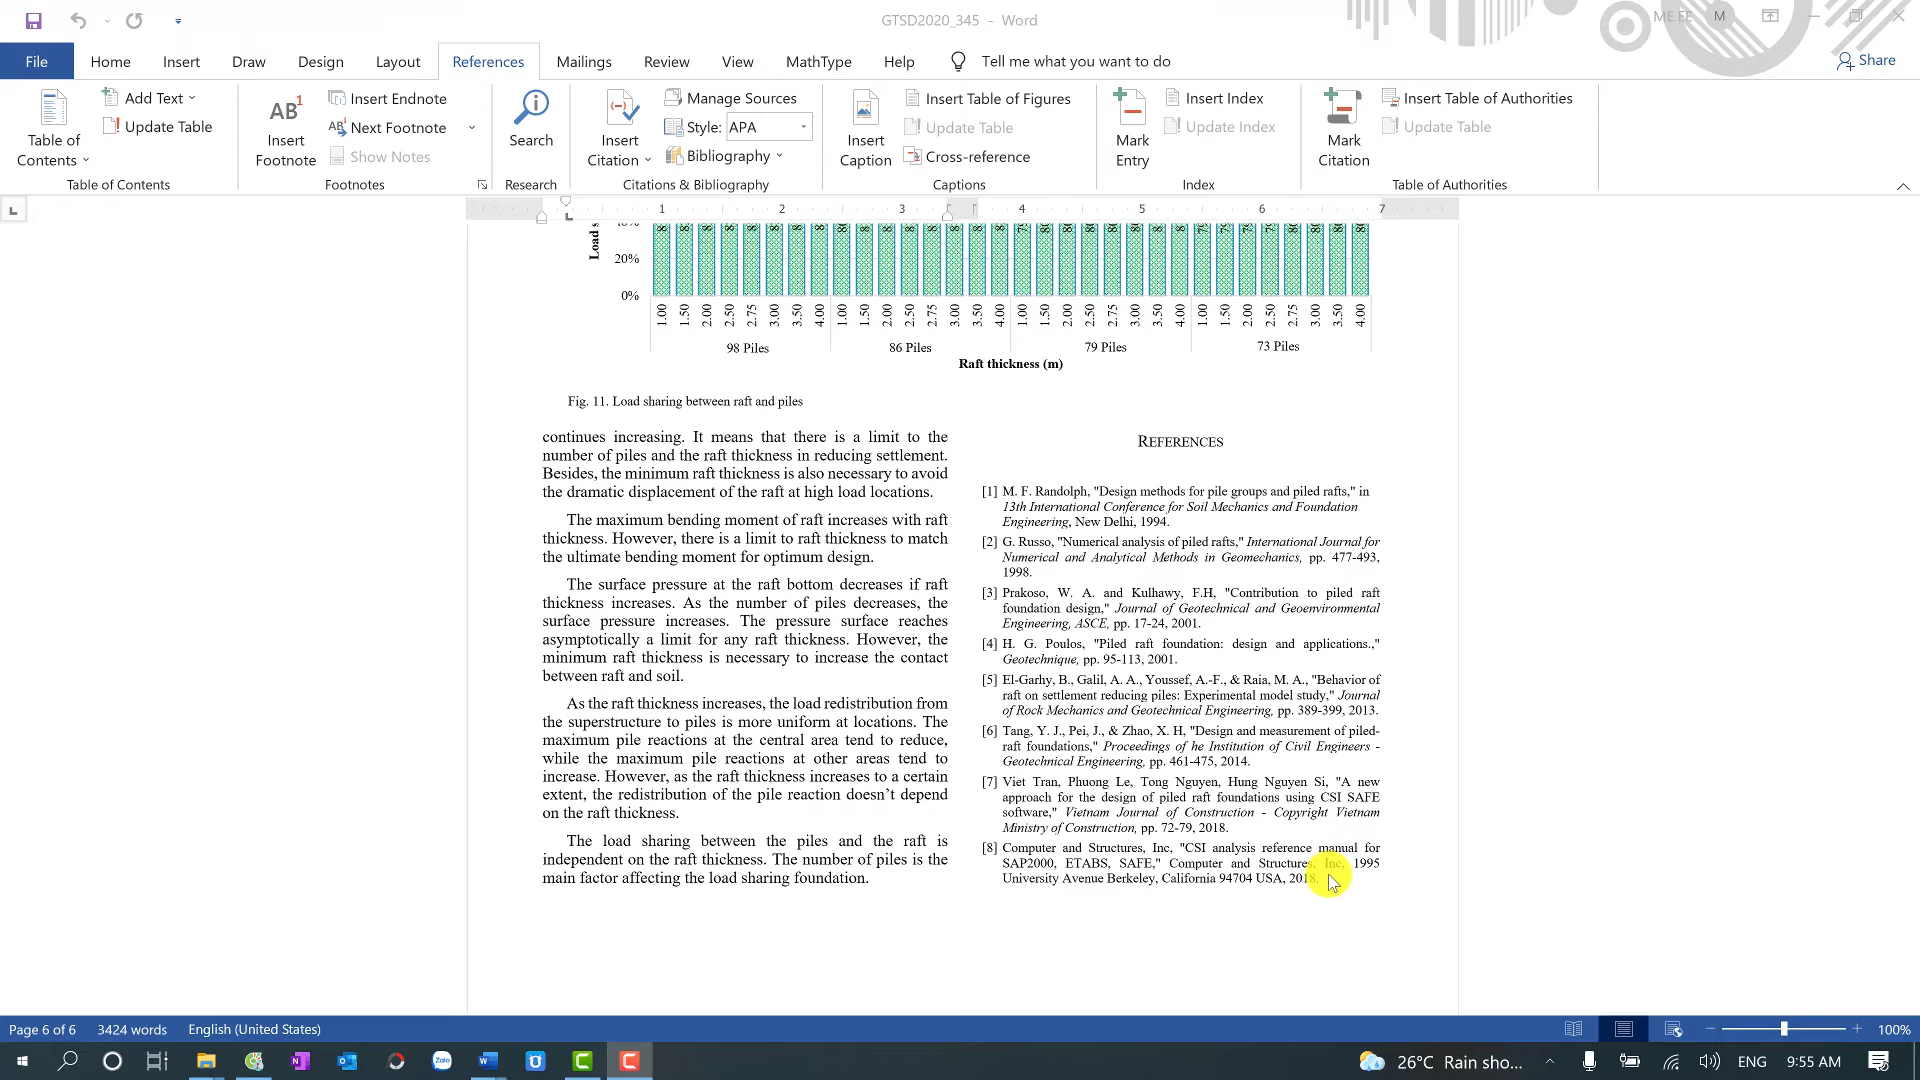 GTSD2020_345 - Word
ME.EE M
File Home Insert Draw Design Layout References Mailings Review View MathType Help Tell me what you want to do Share
Table of Contents
Add Text
Update Table
Table of Contents
AB1
Insert Footnote
Insert Endnote
Next Footnote
Show Notes
Footnotes
Search
Research
Insert Citation
Manage Sources
Style: APA
Bibliography
Citations & Bibliography
Insert Caption
Insert Table of Figures
Update Table
Cross-reference
Captions
Mark Entry
Insert Index
Update Index
Index
Mark Citation
Insert Table of Authorities
Update Table
Table of Authorities
1 2 3 4 5 6 7
Load s
20%
0%
1.00 1.50 2.00 2.50 2.75 3.00 3.50 4.00 1.00 1.50 2.00 2.50 2.75 3.00 3.50 4.00 1.00 1.50 2.00 2.50 2.75 3.00 3.50 4.00 1.00 1.50 2.00 2.50 2.75 3.00 3.50 4.00
98 Piles 86 Piles 79 Piles 73 Piles
Raft thickness (m)
Fig. 11. Load sharing between raft and piles
continues increasing. It means that there is a limit to the
number of piles and the raft thickness in reducing settlement.
Besides, the minimum raft thickness is also necessary to avoid
the dramatic displacement of the raft at high load locations.
The maximum bending moment of raft increases with raft
thickness. However, there is a limit to raft thickness to match
the ultimate bending moment for optimum design.
The surface pressure at the raft bottom decreases if raft
thickness increases. As the number of piles decreases, the
surface pressure increases. The pressure surface reaches
asymptotically a limit for any raft thickness. However, the
minimum raft thickness is necessary to increase the contact
between raft and soil.
As the raft thickness increases, the load redistribution from
the superstructure to piles is more uniform at locations. The
maximum pile reactions at the central area tend to reduce,
while the maximum pile reactions at other areas tend to
increase. However, as the raft thickness increases to a certain
extent, the redistribution of the pile reaction doesn’t depend
on the raft thickness.
The load sharing between the piles and the raft is
independent on the raft thickness. The number of piles is the
main factor affecting the load sharing foundation.
REFERENCES
[1] M. F. Randolph, "Design methods for pile groups and piled rafts," in
13th International Conference for Soil Mechanics and Foundation
Engineering, New Delhi, 1994.
[2] G. Russo, "Numerical analysis of piled rafts," International Journal for
Numerical and Analytical Methods in Geomechanics, pp. 477-493,
1998.
[3] Prakoso, W. A. and Kulhawy, F.H, "Contribution to piled raft
foundation design," Journal of Geotechnical and Geoenvironmental
Engineering, ASCE, pp. 17-24, 2001.
[4] H. G. Poulos, "Piled raft foundation: design and applications.,"
Geotechnique, pp. 95-113, 2001.
[5] El-Garhy, B., Galil, A. A., Youssef, A.-F., & Raia, M. A., "Behavior of
raft on settlement reducing piles: Experimental model study," Journal
of Rock Mechanics and Geotechnical Engineering, pp. 389-399, 2013.
[6] Tang, Y. J., Pei, J., & Zhao, X. H, "Design and measurement of piled-
raft foundations," Proceedings of he Institution of Civil Engineers -
Geotechnical Engineering, pp. 461-475, 2014.
[7] Viet Tran, Phuong Le, Tong Nguyen, Hung Nguyen Si, "A new
approach for the design of piled raft foundations using CSI SAFE
software," Vietnam Journal of Construction - Copyright Vietnam
Ministry of Construction, pp. 72-79, 2018.
[8] Computer and Structures, Inc, "CSI analysis reference manual for
SAP2000, ETABS, SAFE," Computer and Structures, Inc, 1995
University Avenue Berkeley, California 94704 USA, 2018.
Page 6 of 6 3424 words English (United States) 100%
Zalo
26°C Rain sho... ENG 9:55 AM